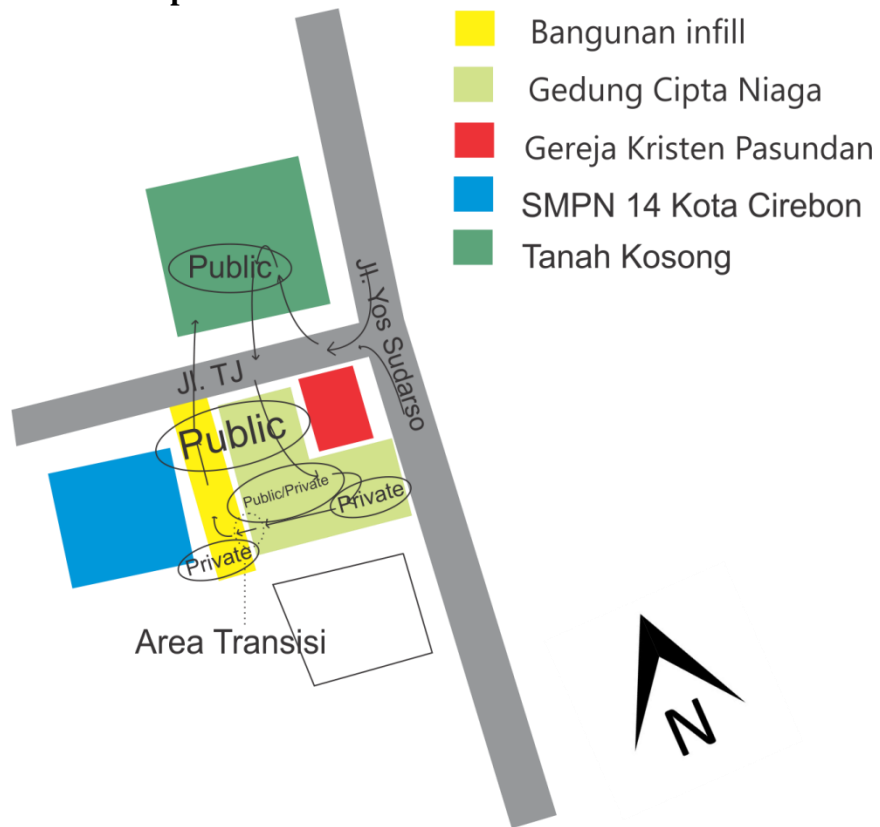 Bangunan infill
Gedung Cipta Niaga
Gereja Kristen Pasundan
SMPN 14 Kota Cirebon
Tanah Kosong
Public
Jl. Yos Sudarso
Jl. TJ
Public
Public/Private
Private
Private
Area Transisi
N